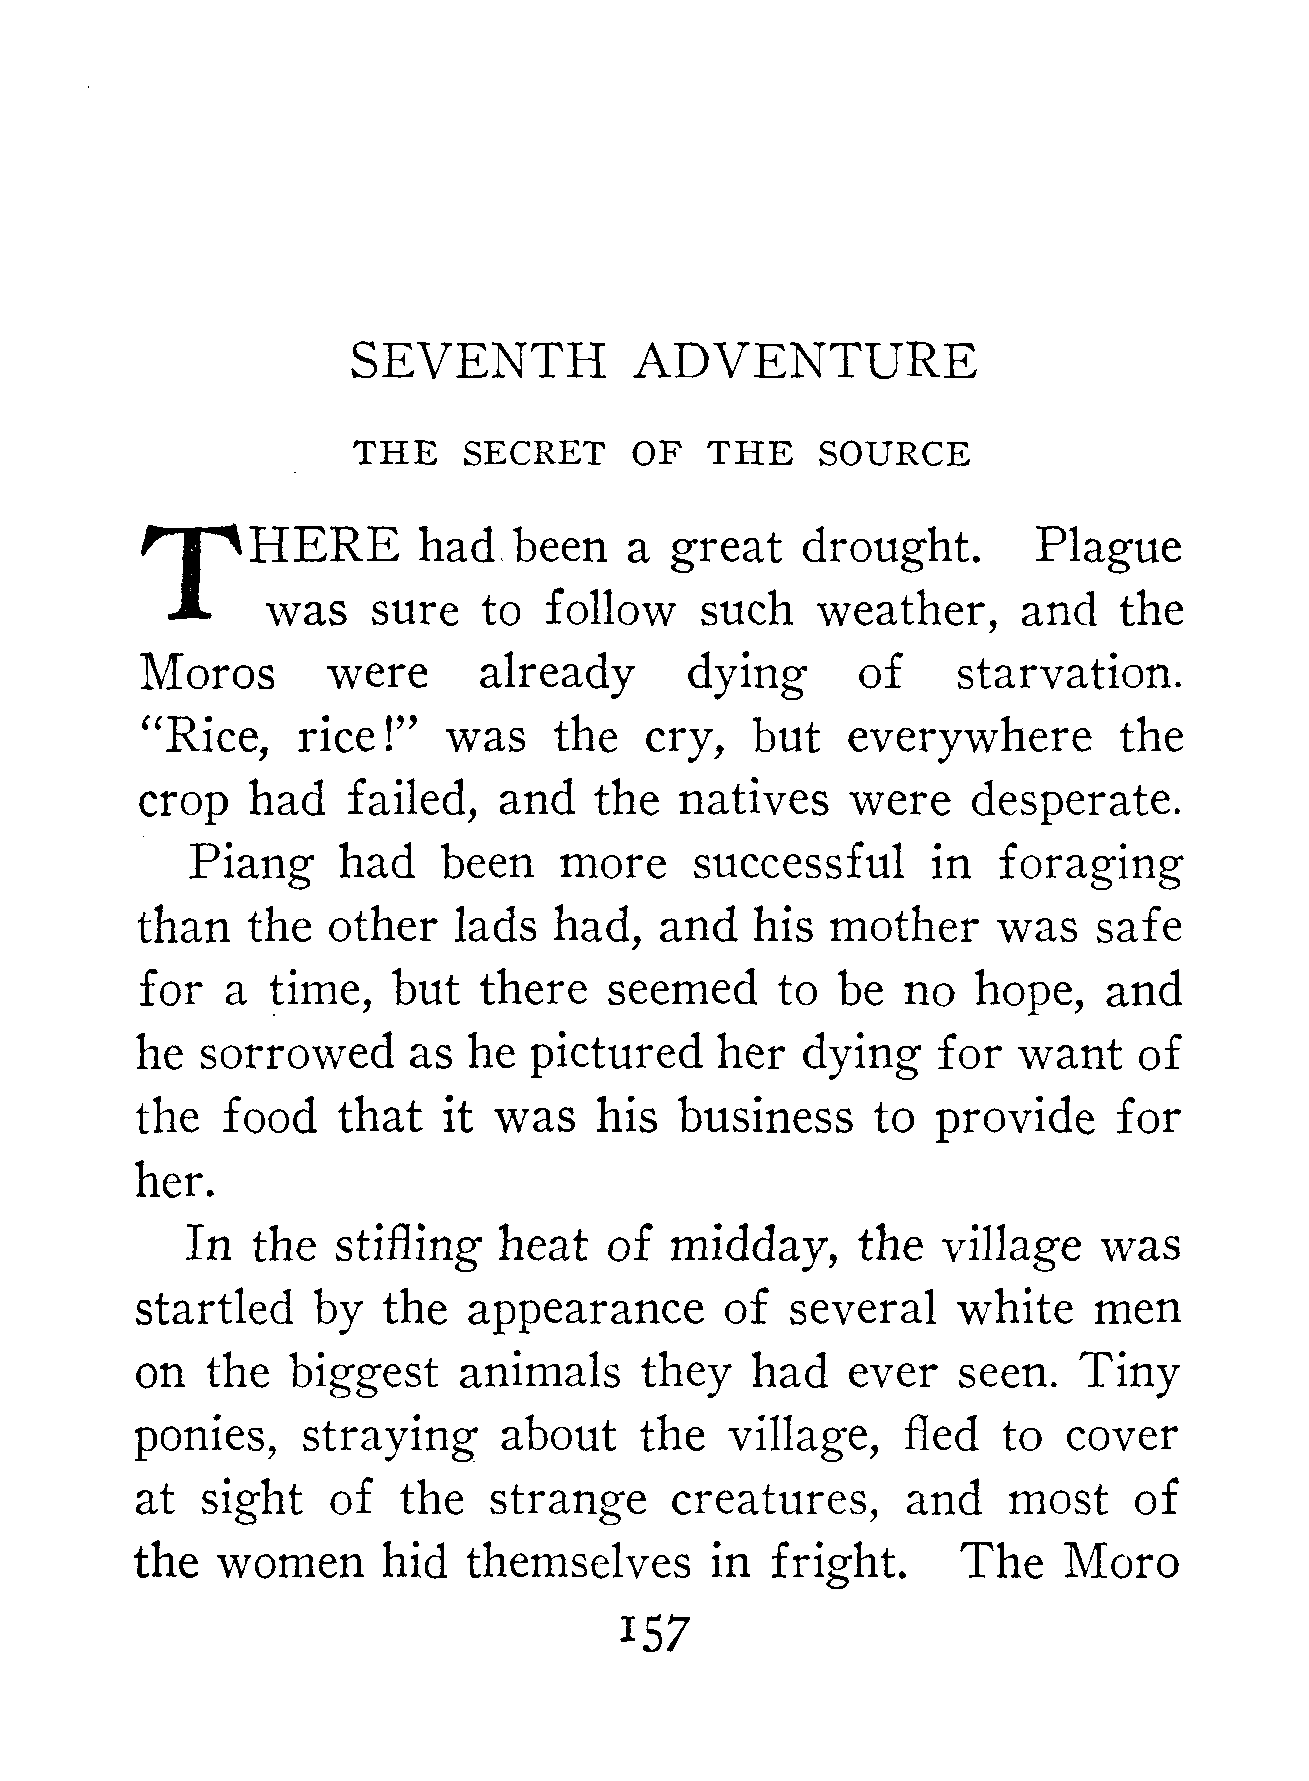 SEVENTH ADVENTURE
THE SECRET OF THE SOURCE
THERE had been a great drought. Plague
was sure to follow such weather, and the
Moros were already dying of starvation.
“Rice, rice!” was the cry, but everywhere the
crop had failed, and the natives were desperate.
Piang had been more successful in foraging
than the other lads had, and his mother was safe
for a time, but there seemed to be no hope, and
he sorrowed as he pictured her dying for want of
the food that it was his business to provide for
her.
In the stifling heat of midday, the village was
startled by the appearance of several white men
on the biggest animals they had ever seen. Tiny
ponies, straying about the village, fled to cover
at sight of the strange creatures, and most of
the women hid themselves in fright. The Moro
157